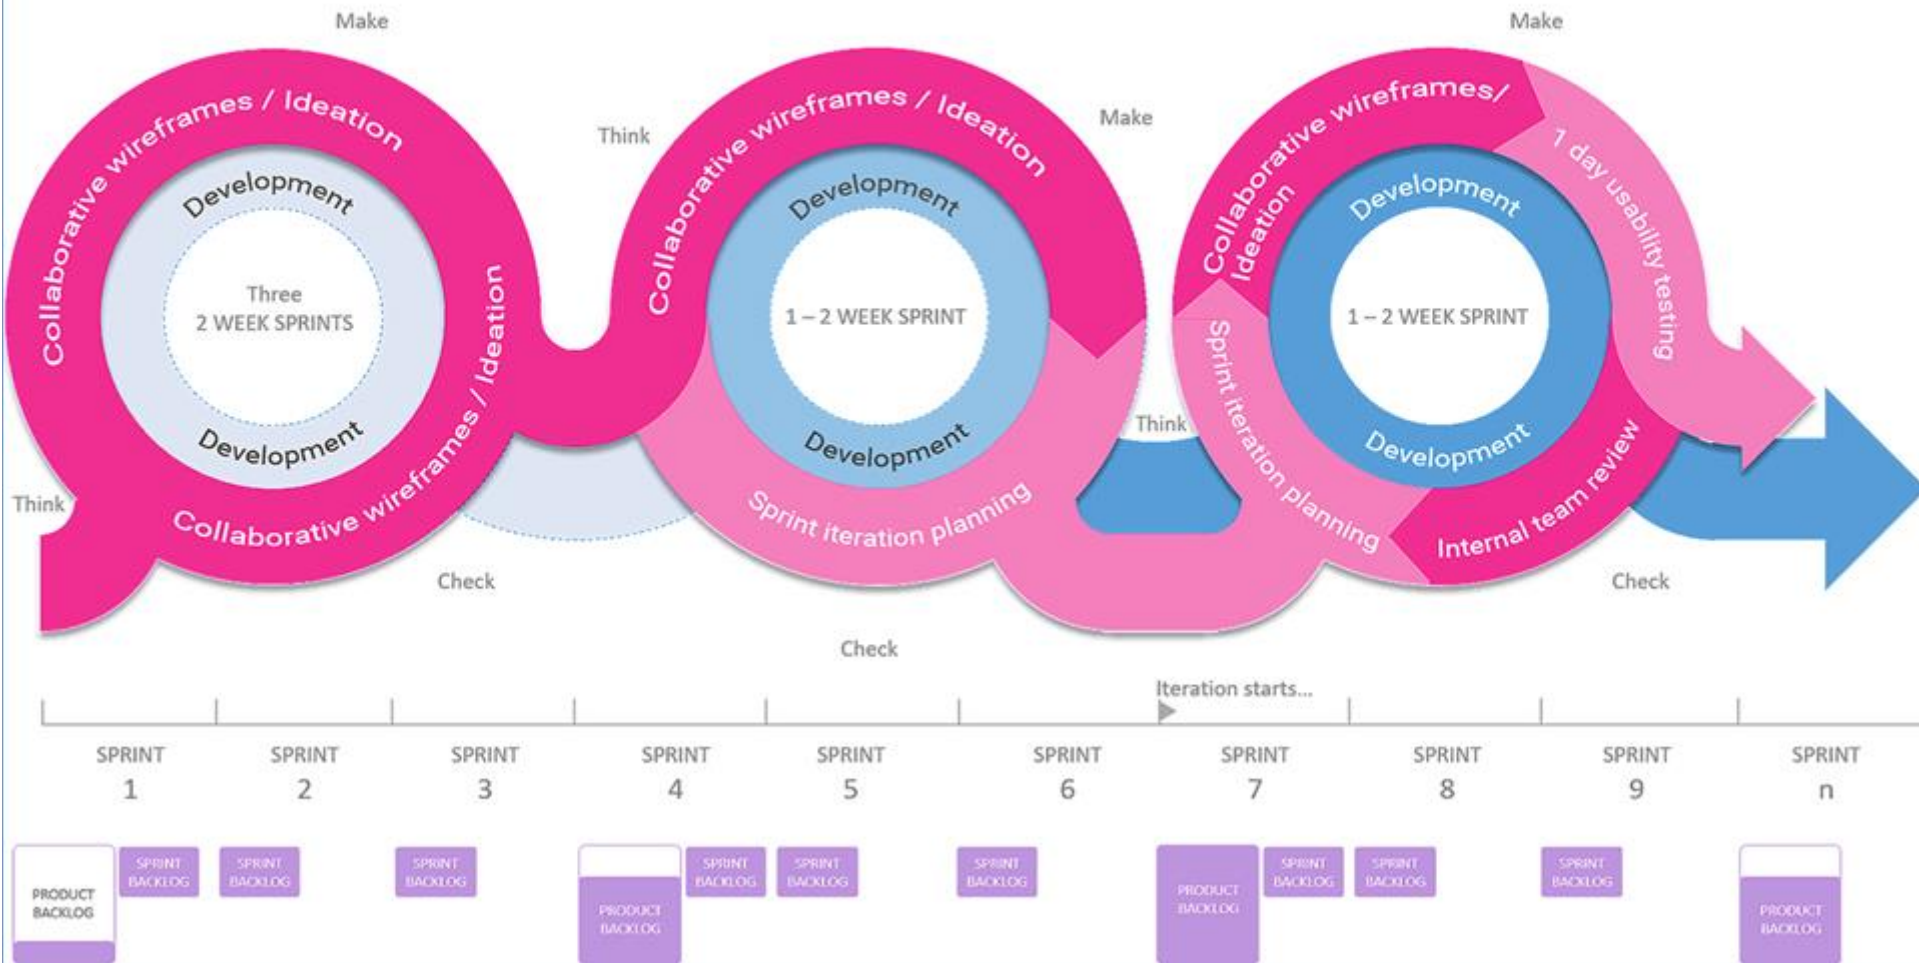 Make
Make
Think
Make
Collaborative wireframes / Ideation
Development
Three
2 WEEK SPRINTS
Development
Collaborative wireframes / Ideation
Think
Check
Collaborative wireframes / Ideation
Development
1 – 2 WEEK SPRINT
Development
Sprint iteration planning
Check
Think
Collaborative wireframes/
Ideation
1 day usability testing
Development
1 – 2 WEEK SPRINT
Development
Sprint iteration planning
Internal team review
Check
Iteration starts...
SPRINT
1
SPRINT
2
SPRINT
3
SPRINT
4
SPRINT
5
SPRINT
6
SPRINT
7
SPRINT
8
SPRINT
9
SPRINT
n
PRODUCT
BACKLOG
SPRINT
BACKLOG
SPRINT
BACKLOG
SPRINT
BACKLOG
PRODUCT
BACKLOG
SPRINT
BACKLOG
SPRINT
BACKLOG
SPRINT
BACKLOG
PRODUCT
BACKLOG
SPRINT
BACKLOG
SPRINT
BACKLOG
SPRINT
BACKLOG
PRODUCT
BACKLOG